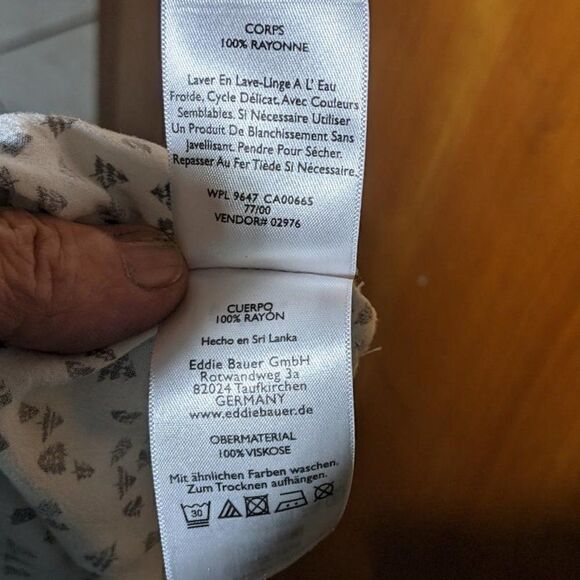 CORPS
100% RAYONNE
Laver En Lave-Linge A L' Eau
Froide, Cycle Délicat, Avec Couleurs
Semblables. Si Nécessaire Utiliser
Un Produit De Blanchissement Sans
Javellisant. Pendre Pour Sécher.
Repasser Au Fer Tiède Si Nécessaire.
WPL 9647 CA00665
77/00
VENDOR# 02976
CUERPO
100% RAYÓN
Hecho en Sri Lanka
Eddie Bauer GmbH
Rotwandweg 3a
82024 Taufkirchen
GERMANY
www.eddiebauer.de
OBERMATERIAL
100% VISKOSE
Mit ähnlichen Farben waschen.
Zum Trocknen aufhängen.
30